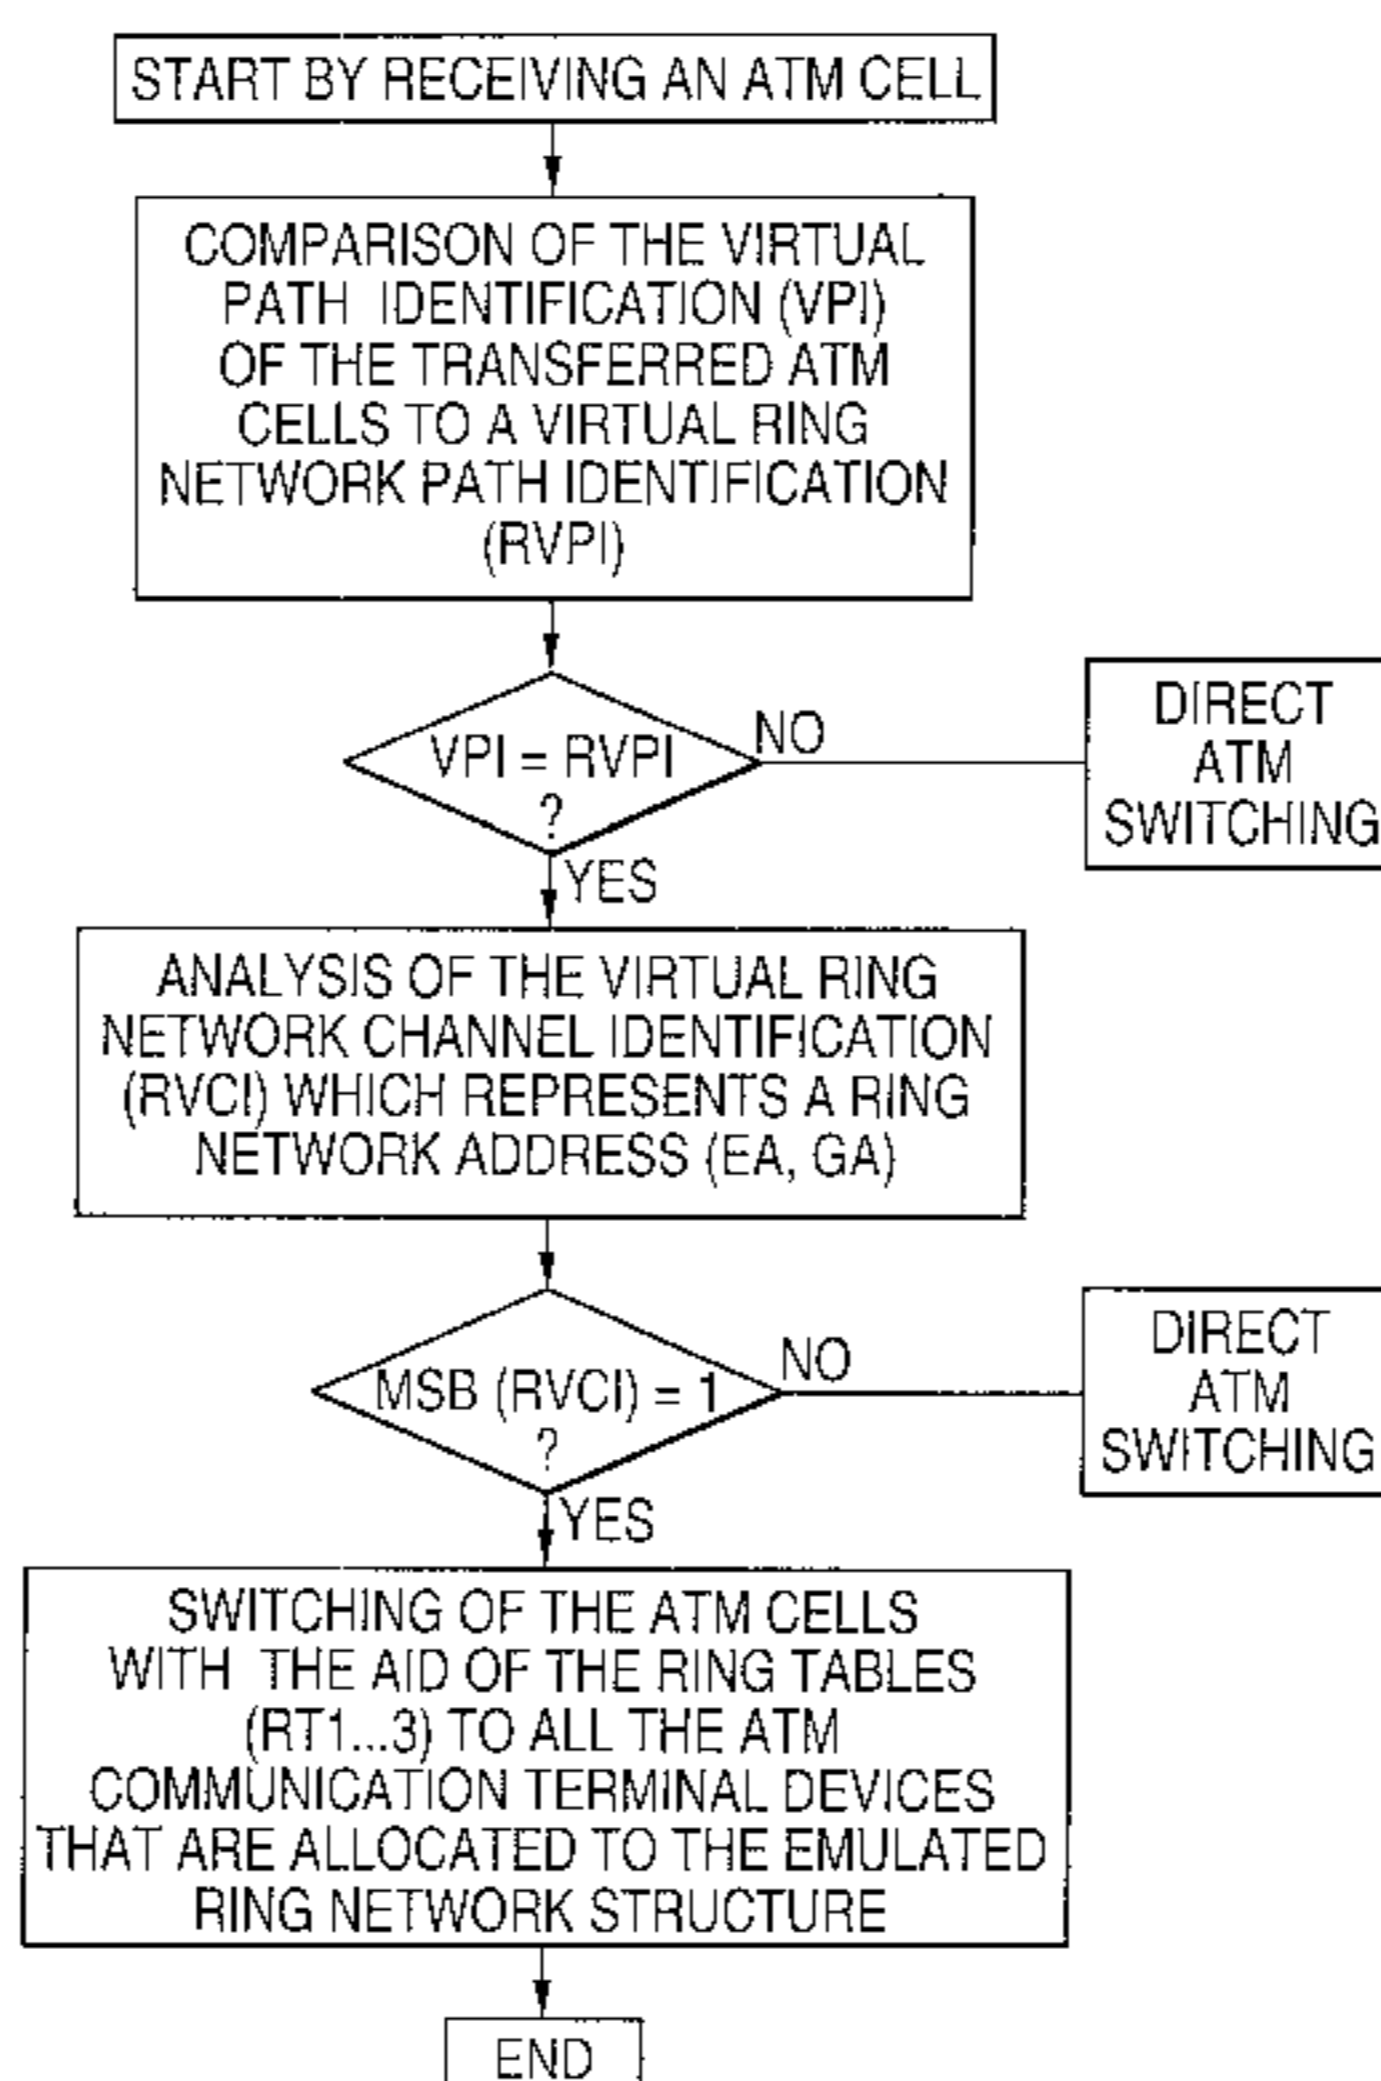 START BY RECEIVING AN ATM CELL
COMPARISON OF THE VIRTUAL
PATH IDENTIFICATION (VPI)
OF THE TRANSFERRED ATM
CELLS TO A VIRTUAL RING
NETWORK PATH IDENTIFICATION
(RVPI)
VPI = RVPI
?
NO
DIRECT
ATM
SWITCHING
YES
ANALYSIS OF THE VIRTUAL RING
NETWORK CHANNEL IDENTIFICATION
(RVCI) WHICH REPRESENTS A RING
NETWORK ADDRESS (EA, GA)
MSB (RVCI) = 1
?
NO
DIRECT
ATM
SWITCHING
YES
SWITCHING OF THE ATM CELLS
WITH THE AID OF THE RING TABLES
(RT1...3) TO ALL THE ATM
COMMUNICATION TERMINAL DEVICES
THAT ARE ALLOCATED TO THE EMULATED
RING NETWORK STRUCTURE
END